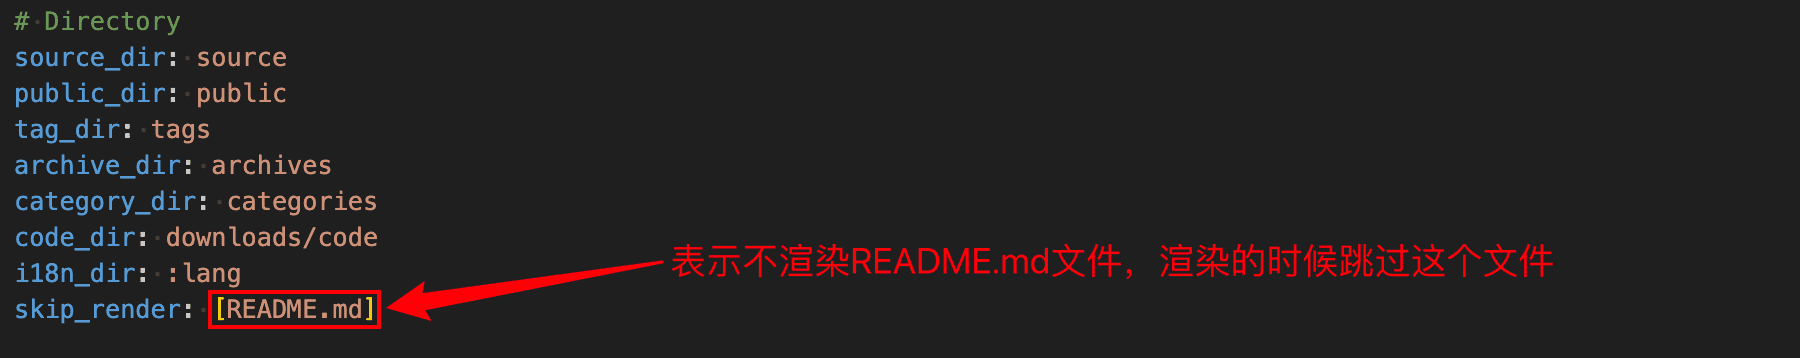 # Directory
source_dir: source
public_dir: public
tag_dir: tags
archive_dir: archives
category_dir: categories
code_dir: downloads/code
表示不渲染README.md文件，渲染的时候跳过这个文件
i18n_dir: :lang
skip_render: [README.md]